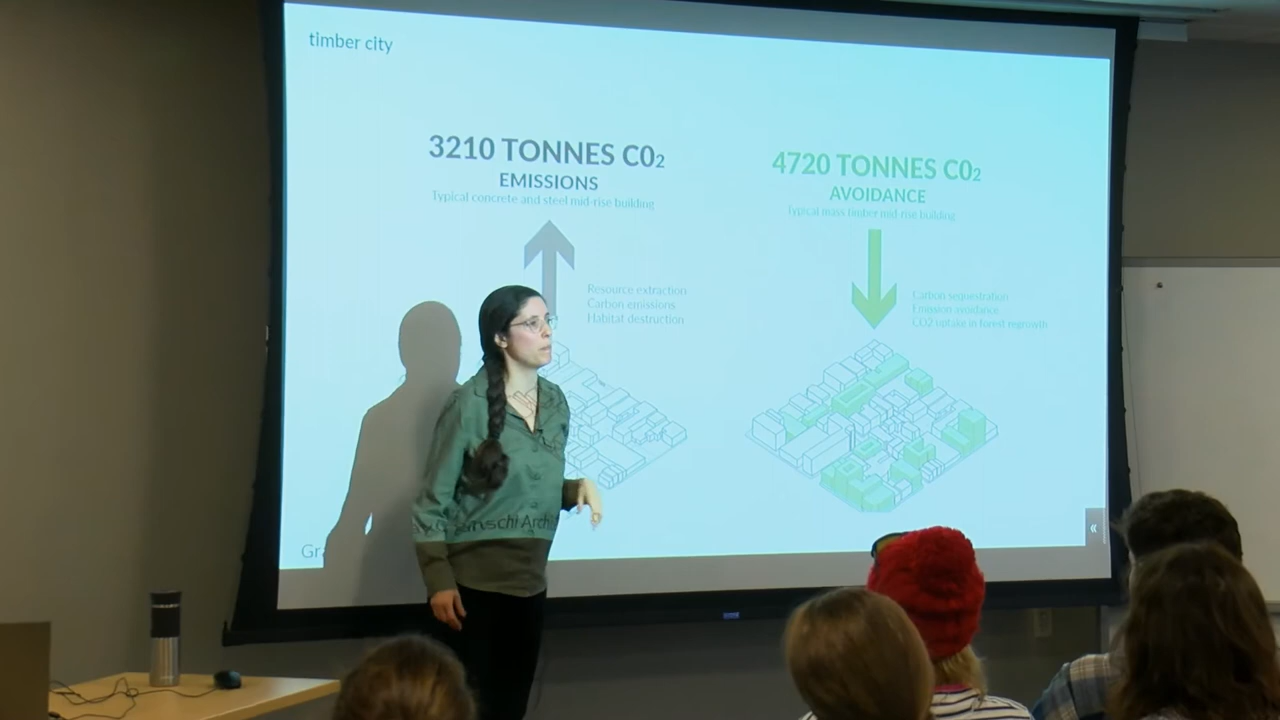 timber city
3210 TONNES C02
EMISSIONS
Typical concrete and steel mid-rise building
Resource extraction
Carbon emissions
Habitat destruction
4720 TONNES C02
AVOIDANCE
Typical mass timber mid-rise building
Carbon sequestration
Emission avoidance
CO2 uptake in forest regrowth
«